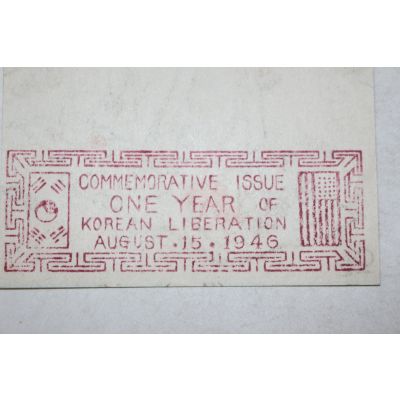 COMMEMORATIVE ISSUE
ONE YEAR OF
KOREAN LIBERATION
AUGUST.15.1946